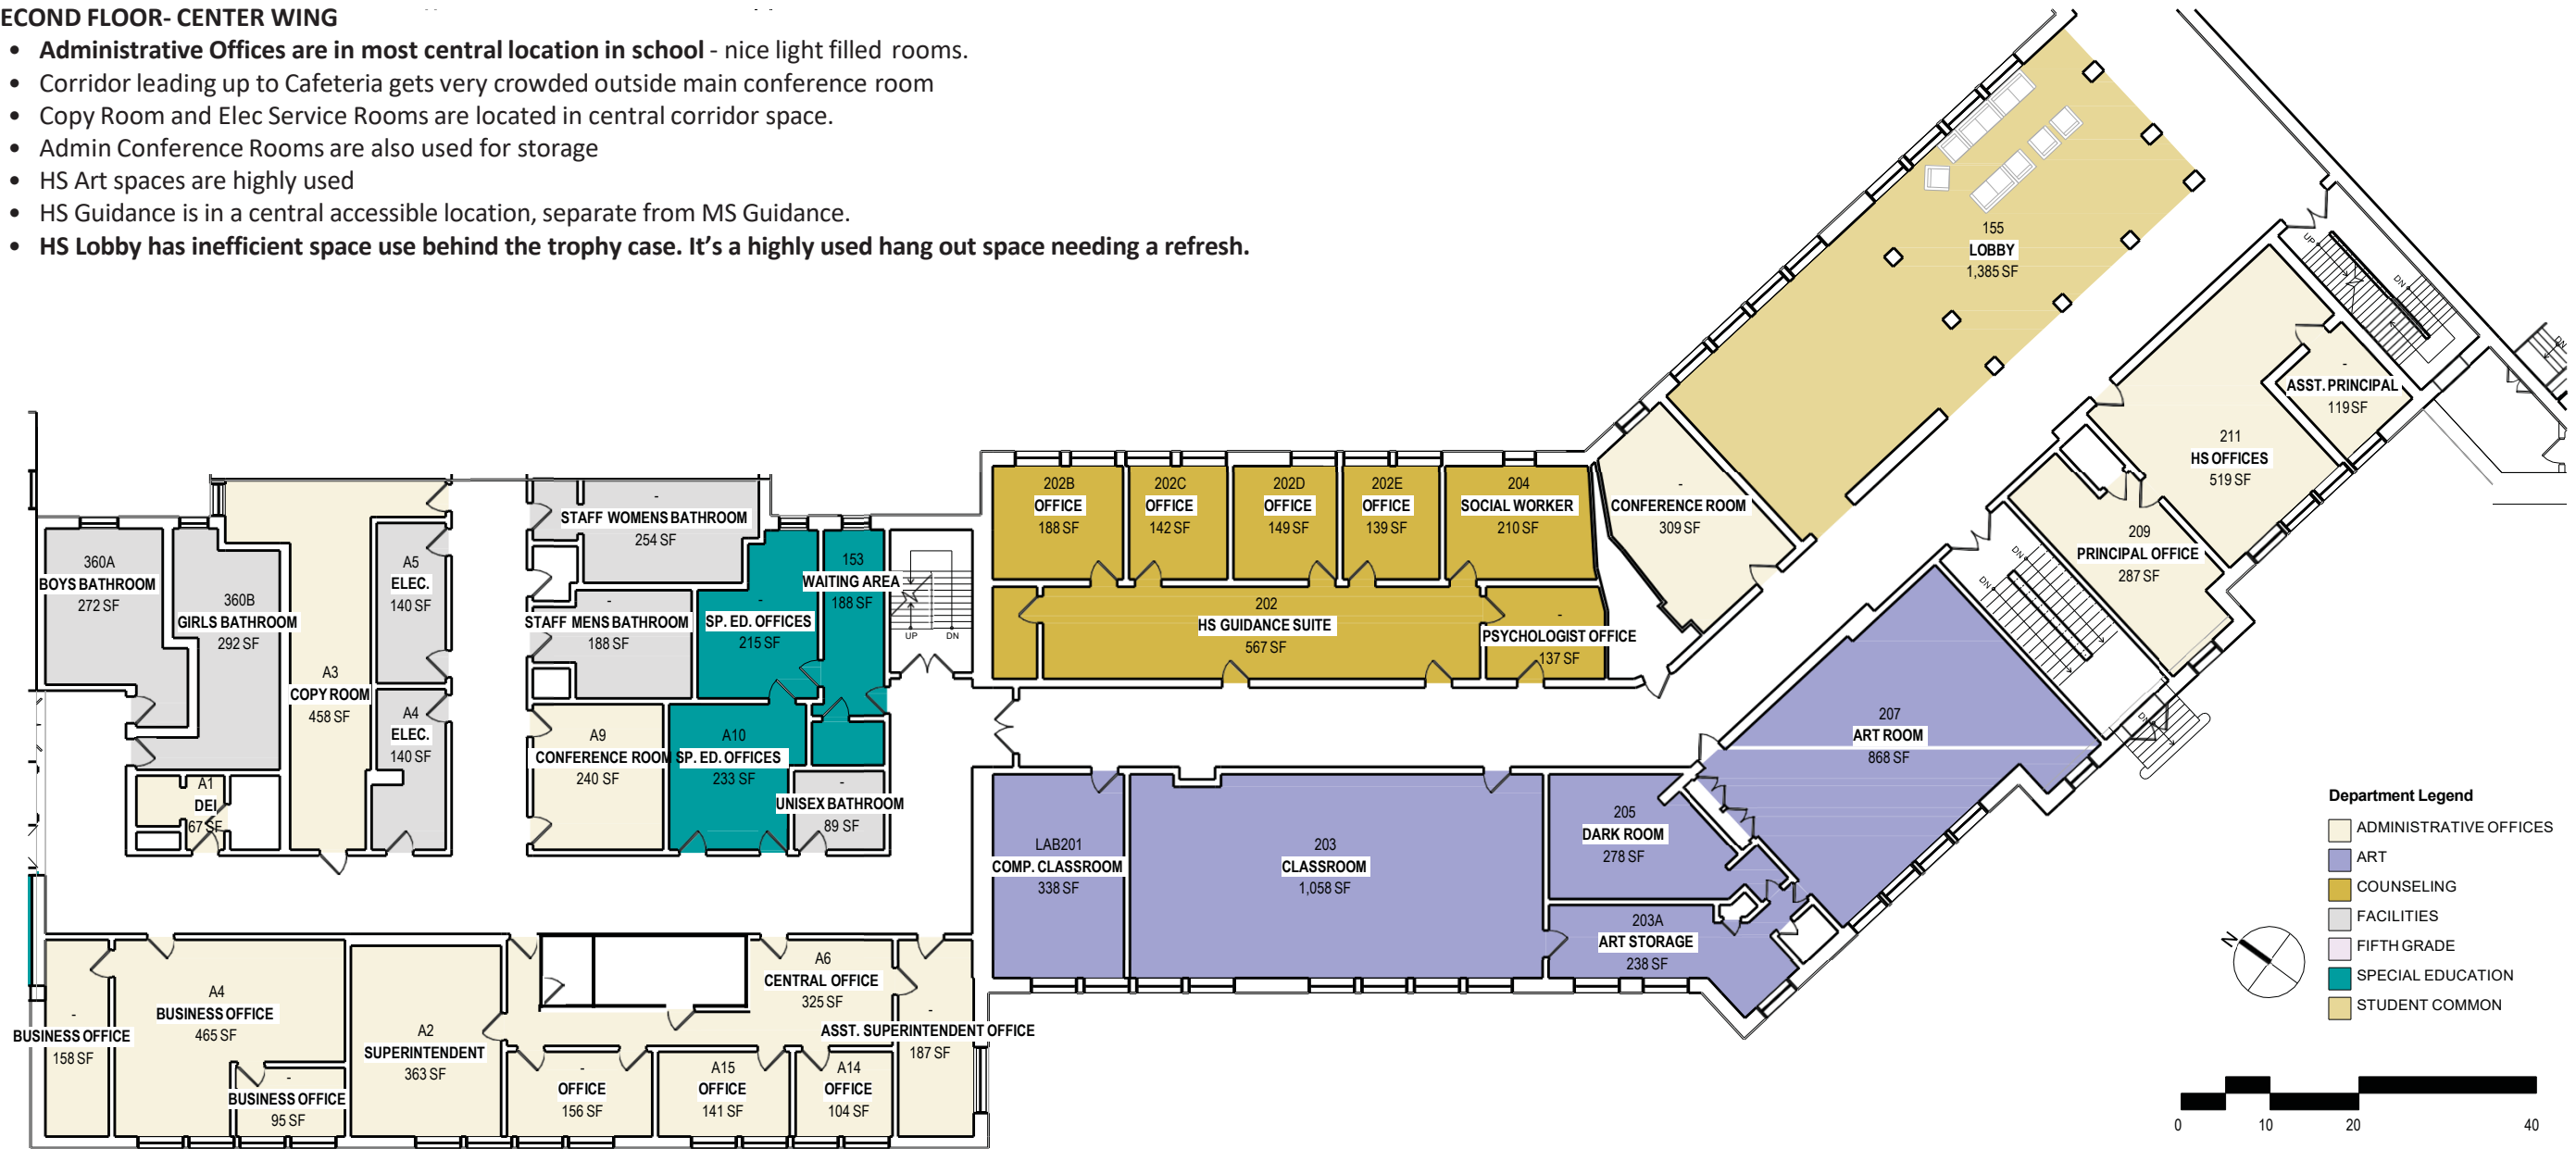 ECOND FLOOR- CENTER WING
• Administrative Offices are in most central location in school - nice light filled rooms.
• Corridor leading up to Cafeteria gets very crowded outside main conference room
• Copy Room and Elec Service Rooms are located in central corridor space.
• Admin Conference Rooms are also used for storage
• HS Art spaces are highly used
• HS Guidance is in a central accessible location, separate from MS Guidance.
• HS Lobby has inefficient space use behind the trophy case. It's a highly used hang out space needing a refresh.
155
LOBBY
1,385 SF
UP
DN
-
ASST. PRINCIPAL
119 SF
211
HS OFFICES
519 SF
209
PRINCIPAL OFFICE
287 SF
DN
DN
DN
DN
-
CONFERENCE ROOM
309 SF
202B
OFFICE
188 SF
202C
OFFICE
142 SF
202D
OFFICE
149 SF
202E
OFFICE
139 SF
204
SOCIAL WORKER
210 SF
202
HS GUIDANCE SUITE
567 SF
-
PSYCHOLOGIST OFFICE
137 SF
360A
BOYS BATHROOM
272 SF
360B
GIRLS BATHROOM
292 SF
A3
COPY ROOM
458 SF
A5
ELEC.
140 SF
A4
ELEC.
140 SF
A1
DEI
67 SF
-
STAFF WOMENS BATHROOM
254 SF
-
STAFF MENS BATHROOM
188 SF
-
SP. ED. OFFICES
215 SF
153
WAITING AREA
188 SF
UP
DN
A9
CONFERENCE ROOM
240 SF
A10
SP. ED. OFFICES
233 SF
-
UNISEX BATHROOM
89 SF
LAB201
COMP. CLASSROOM
338 SF
203
CLASSROOM
1,058 SF
205
DARK ROOM
278 SF
203A
ART STORAGE
238 SF
207
ART ROOM
868 SF
-
BUSINESS OFFICE
158 SF
A4
BUSINESS OFFICE
465 SF
-
BUSINESS OFFICE
95 SF
A2
SUPERINTENDENT
363 SF
A6
CENTRAL OFFICE
325 SF
-
ASST. SUPERINTENDENT OFFICE
187 SF
-
OFFICE
156 SF
A15
OFFICE
141 SF
A14
OFFICE
104 SF
Department Legend
ADMINISTRATIVE OFFICES
ART
COUNSELING
FACILITIES
FIFTH GRADE
SPECIAL EDUCATION
STUDENT COMMON
N
0 10 20 40